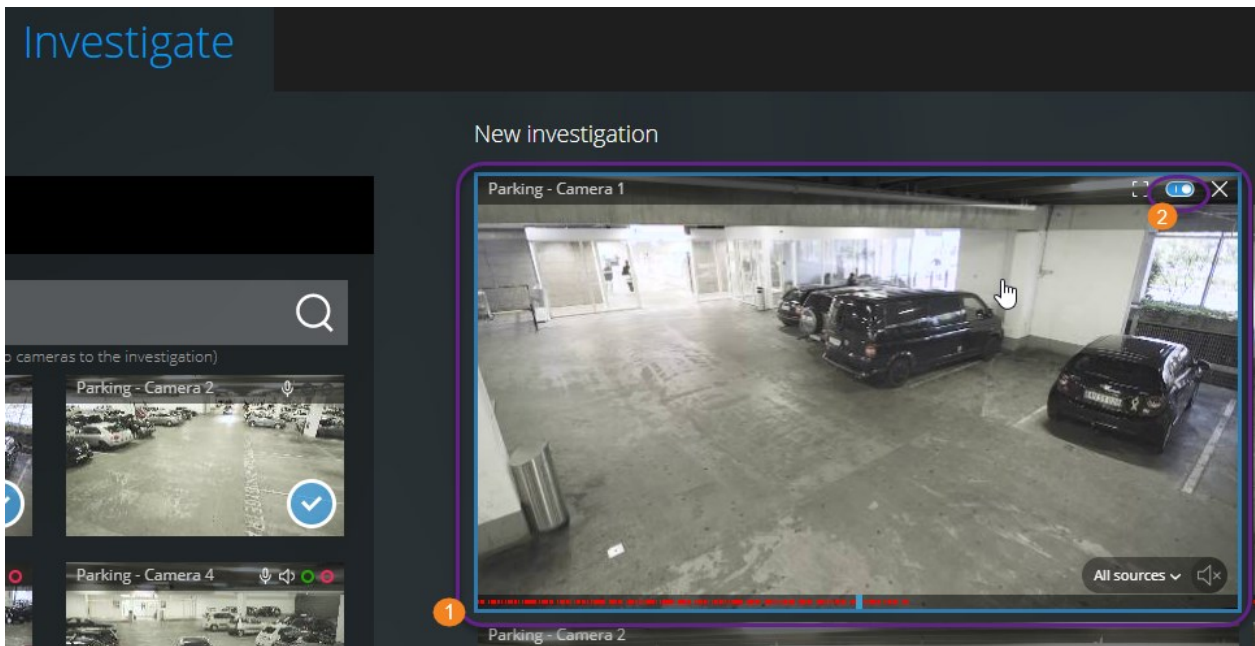 Investigate
New investigation
Parking - Camera 1
2
cameras to the investigation)
Parking - Camera 2
Parking - Camera 4
All sources
1
Parking - Camera 2